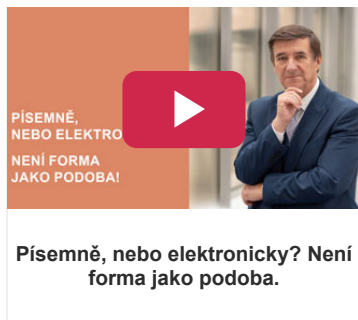 PÍSEMNĚ,
NEBO ELEKTRO
NENÍ FORMA
JAKO PODOBA!
Písemně, nebo elektronicky? Není
forma jako podoba.